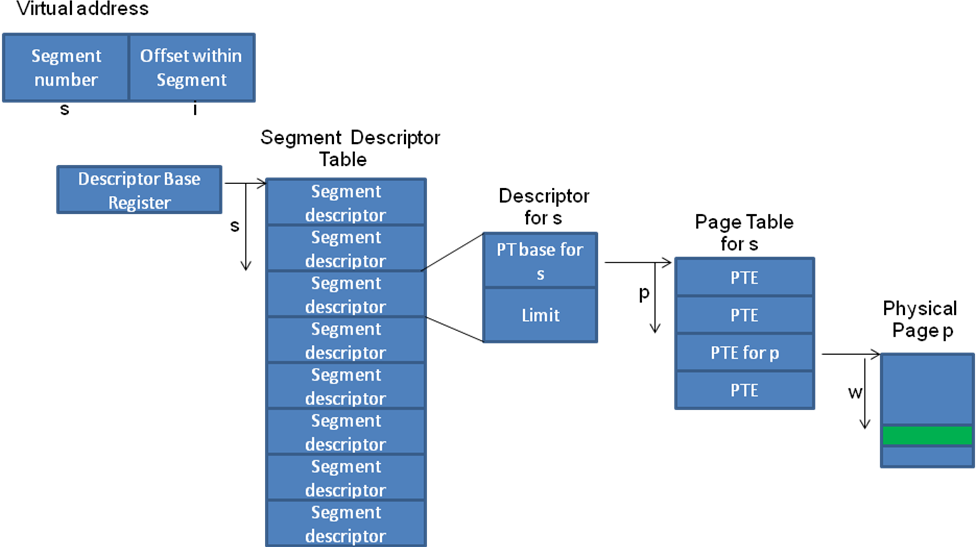 Virtual address
Segment
number
Offset within
Segment
s
i
Segment Descriptor
Table
Descriptor Base
Register
s
Segment
descriptor
Segment
descriptor
Segment
descriptor
Segment
descriptor
Segment
descriptor
Segment
descriptor
Segment
descriptor
Segment
descriptor
Descriptor
for s
PT base for
s
Limit
p
Page Table
for s
PTE
PTE
PTE for p
PTE
Physical
Page p
w